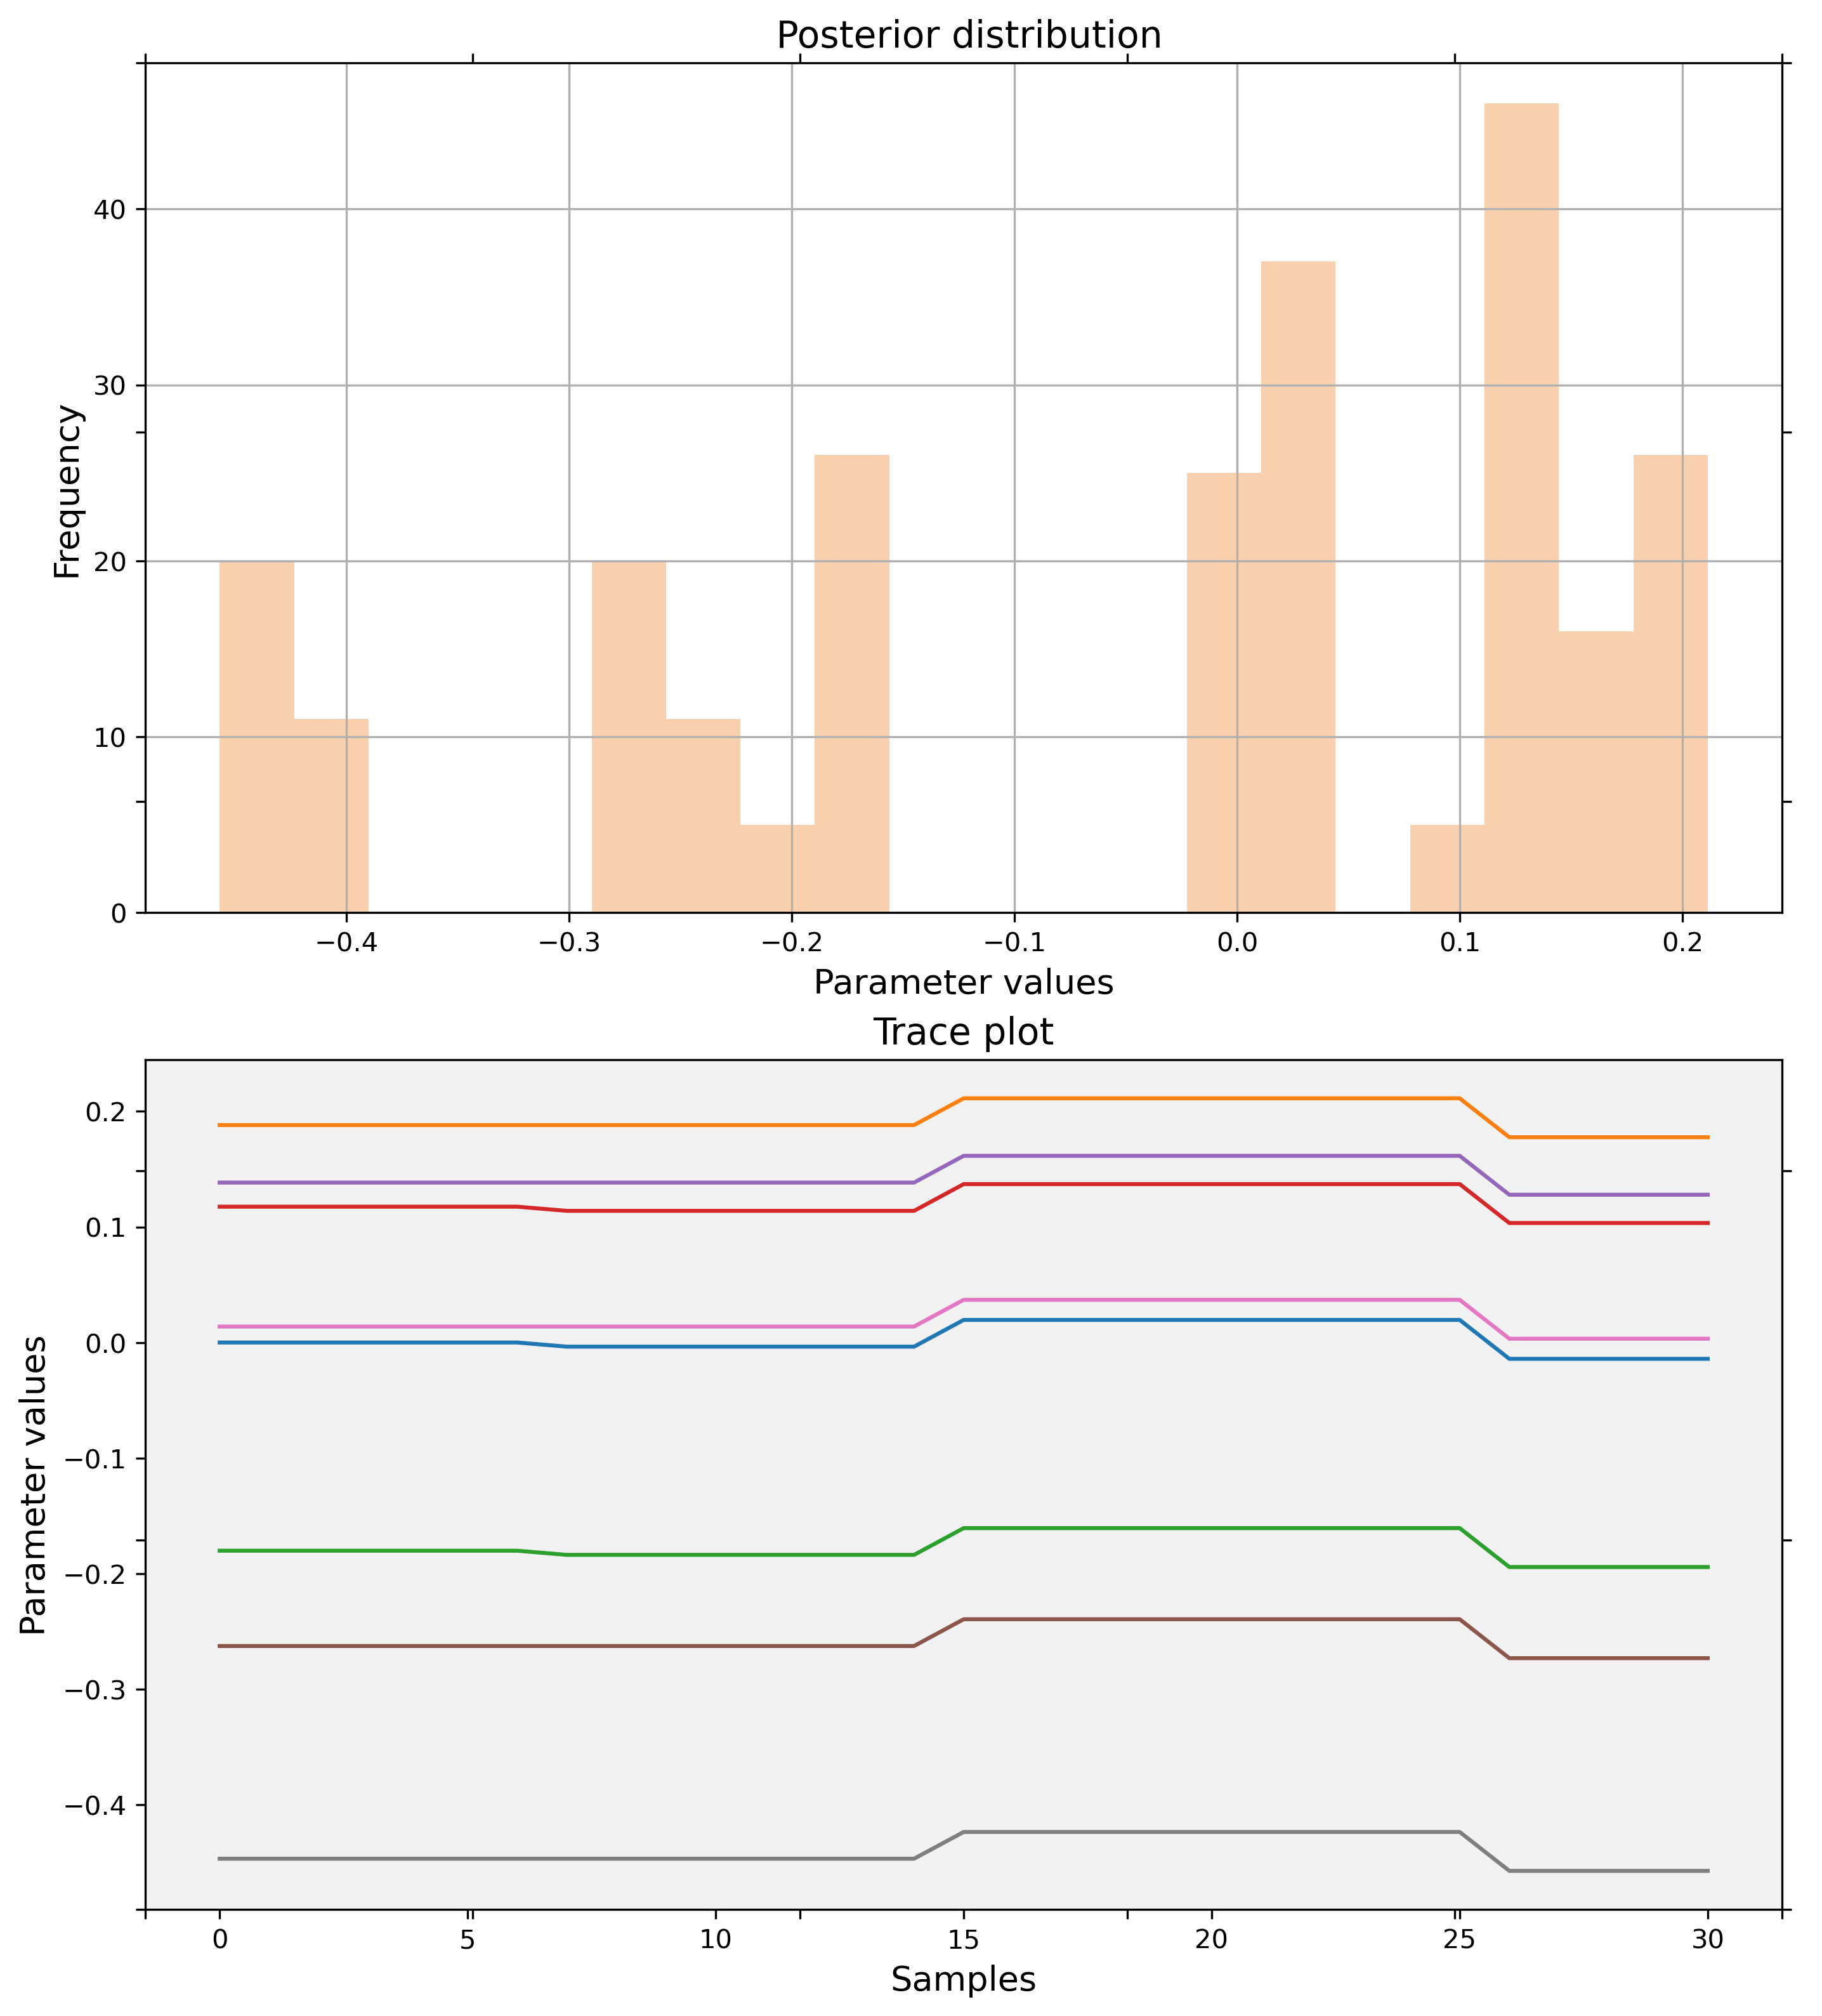 Posterior distribution
40
30
20
10
0
Frequency
−0.4 −0.3 −0.2 −0.1 0.0 0.1 0.2
Parameter values
Trace plot
0.2
0.1
0.0
−0.1
−0.2
−0.3
−0.4
Parameter values
0 5 10 15 20 25 30
Samples